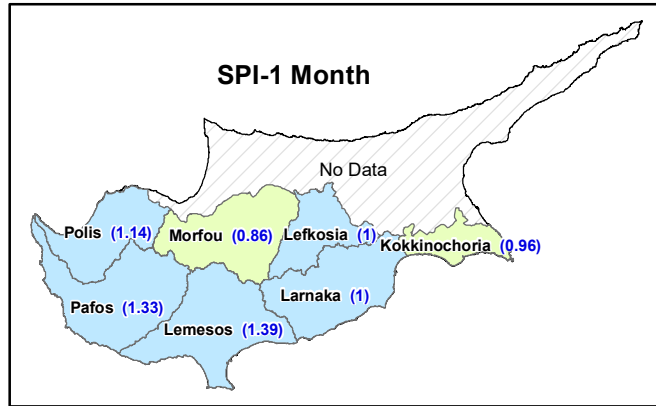 SPI-1 Month
No Data
Polis (1.14)
Morfou (0.86)
Lefkosia (1)
Kokkinochoria (0.96)
Pafos (1.33)
Larnaka (1)
Lemesos (1.39)